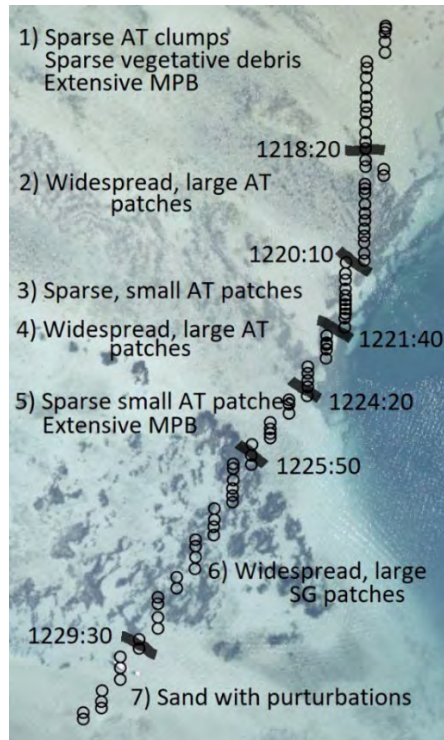 1) Sparse AT clumps
Sparse vegetative debris
Extensive MPB
1218:20
2) Widespread, large AT
patches
1220:10
3) Sparse, small AT patches
4) Widespread, large AT
patches
1221:40
1224:20
5) Sparse small AT patches
Extensive MPB
1225:50
6) Widespread, large
SG patches
1229:30
7) Sand with purturbations